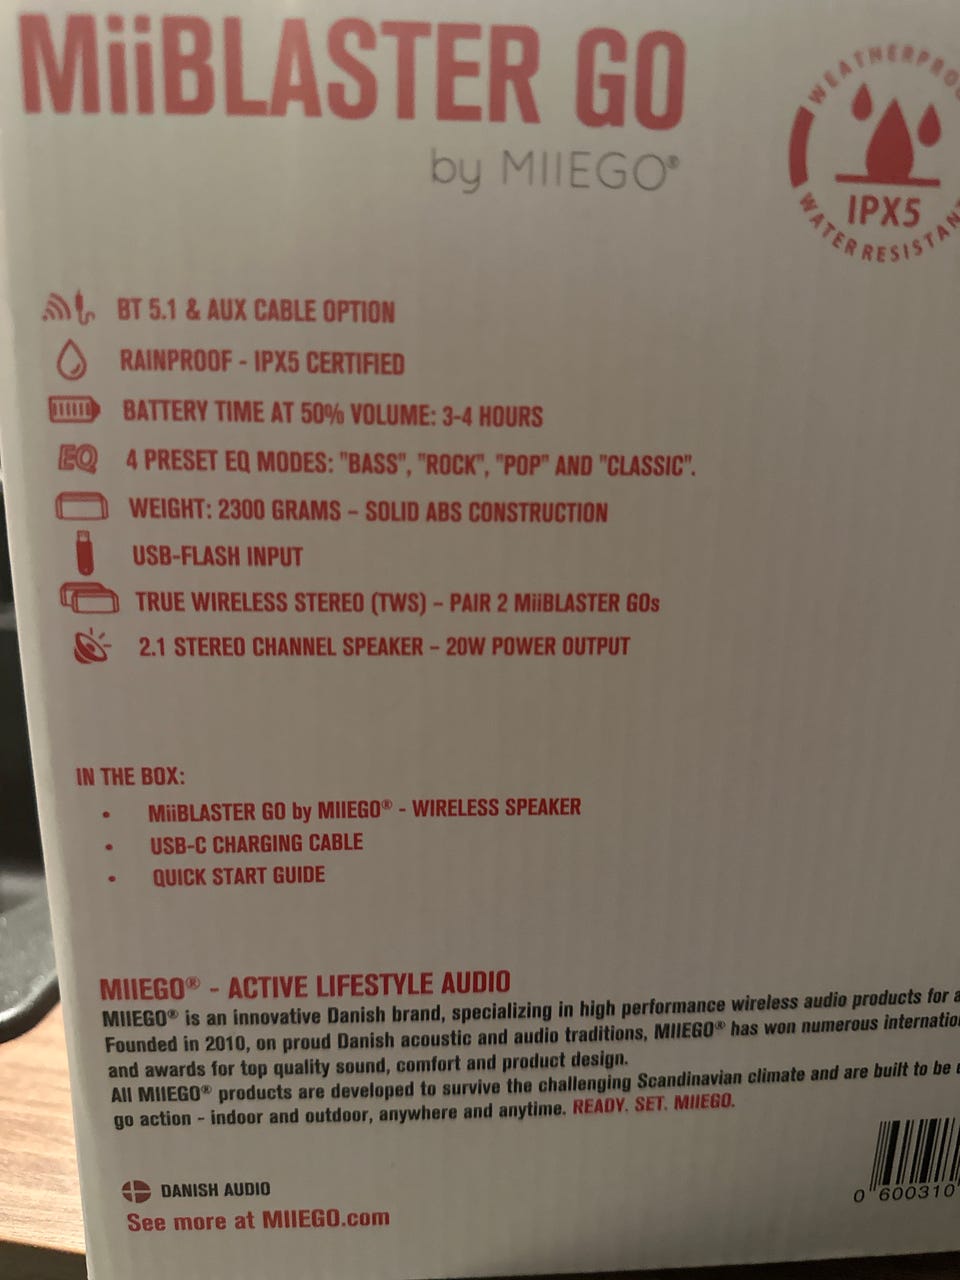 MiiBLASTER GO
by MIIEGO®
WEATHERPROO
IPX5
WATER RESISTANT
BT 5.1 & AUX CABLE OPTION
RAINPROOF - IPX5 CERTIFIED
BATTERY TIME AT 50% VOLUME: 3-4 HOURS
EQ
4 PRESET EQ MODES: "BASS", "ROCK", "POP" AND "CLASSIC".
WEIGHT: 2300 GRAMS – SOLID ABS CONSTRUCTION
USB-FLASH INPUT
TRUE WIRELESS STEREO (TWS) – PAIR 2 MiiBLASTER GOs
2.1 STEREO CHANNEL SPEAKER – 20W POWER OUTPUT
IN THE BOX:
• MiiBLASTER GO by MIIEGO® - WIRELESS SPEAKER
• USB-C CHARGING CABLE
• QUICK START GUIDE
MIIEGO® - ACTIVE LIFESTYLE AUDIO
MIIEGO® is an innovative Danish brand, specializing in high performance wireless audio products for a
Founded in 2010, on proud Danish acoustic and audio traditions, MIIEGO® has won numerous internatio
and awards for top quality sound, comfort and product design.
All MIIEGO® products are developed to survive the challenging Scandinavian climate and are built to be
go action – indoor and outdoor, anywhere and anytime. READY. SET. MIIEGO.
DANISH AUDIO
See more at MIIEGO.com
0 600310